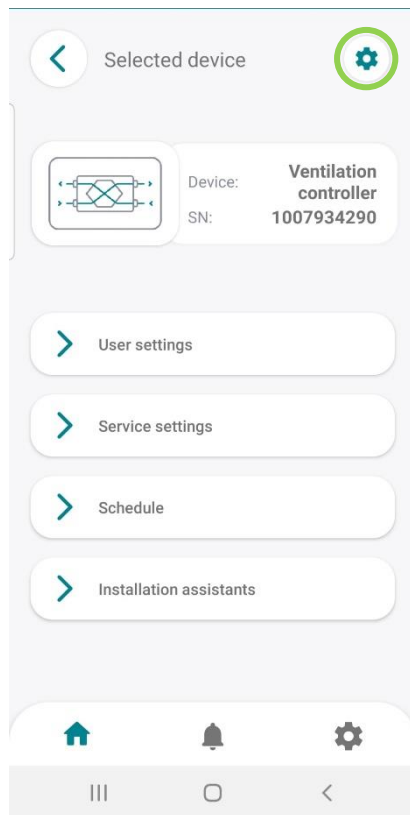 Selected device
Device: Ventilation
controller
SN: 1007934290
User settings
Service settings
Schedule
Installation assistants